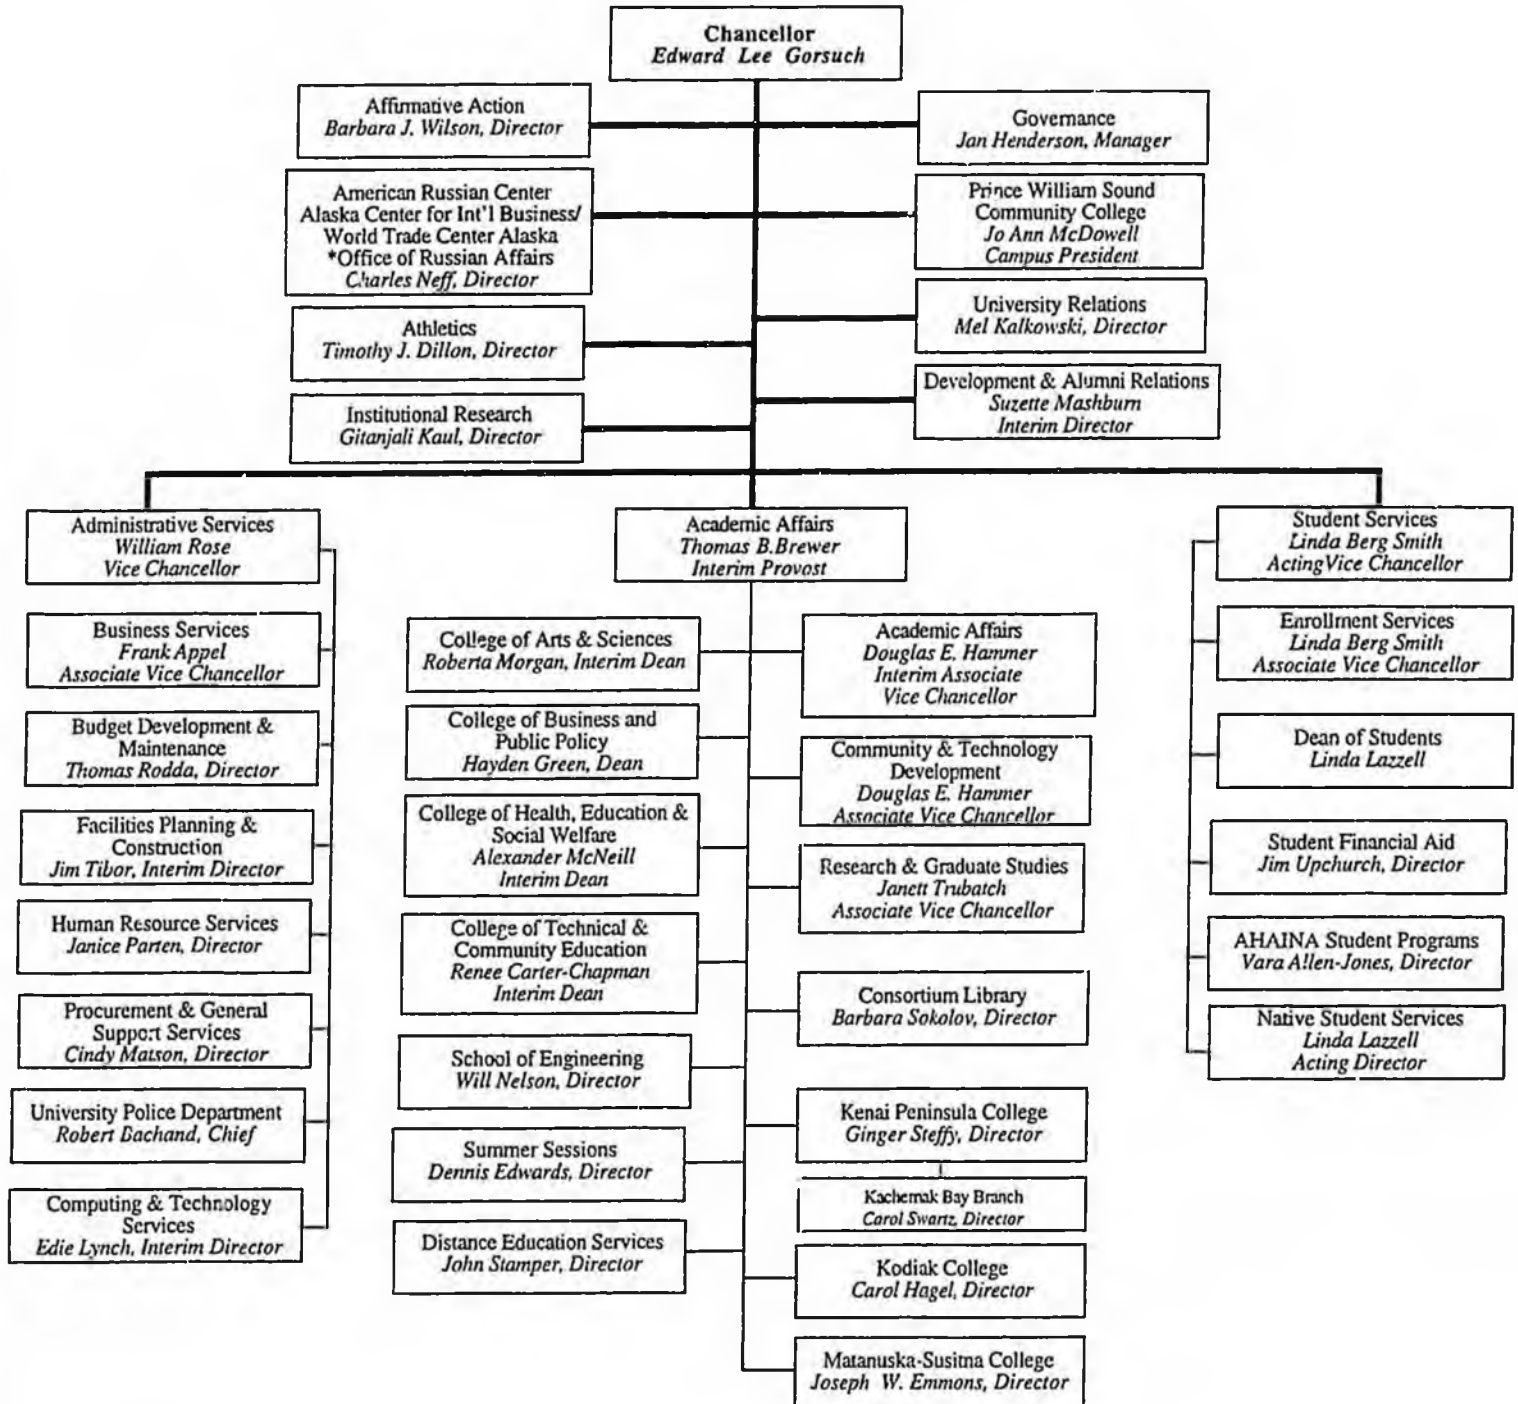 Chancellor
Edward Lee Gorsuch
Affirmative Action
Barbara J. Wilson, Director
Governance
Jan Henderson, Manager
American Russian Center
Alaska Center for Int'l Business/
World Trade Center Alaska
*Office of Russian Affairs
Charles Neff, Director
Prince William Sound
Community College
Jo Ann McDowell
Campus President
Athletics
Timothy J. Dillon, Director
University Relations
Mel Kalkowski, Director
Institutional Research
Gitanjali Kaul, Director
Development & Alumni Relations
Suzette Mashburn
Interim Director
Administrative Services
William Rose
Vice Chancellor
Business Services
Frank Appel
Associate Vice Chancellor
Budget Development &
Maintenance
Thomas Rodda, Director
Facilities Planning &
Construction
Jim Tibor, Interim Director
Human Resource Services
Janice Parten, Director
Procurement & General
Support Services
Cindy Matson, Director
University Police Department
Robert Bachand, Chief
Computing & Technology
Services
Edie Lynch, Interim Director
Academic Affairs
Thomas B.Brewer
Interim Provost
College of Arts & Sciences
Roberta Morgan, Interim Dean
College of Business and
Public Policy
Hayden Green, Dean
College of Health, Education &
Social Welfare
Alexander McNeill
Interim Dean
College of Technical &
Community Education
Renee Carter-Chapman
Interim Dean
School of Engineering
Will Nelson, Director
Summer Sessions
Dennis Edwards, Director
Distance Education Services
John Stamper, Director
Academic Affairs
Douglas E. Hammer
Interim Associate
Vice Chancellor
Community & Technology
Development
Douglas E. Hammer
Associate Vice Chancellor
Research & Graduate Studies
Janett Trubatch
Associate Vice Chancellor
Consortium Library
Barbara Sokolov, Director
Kenai Peninsula College
Ginger Steffy, Director
Kachemak Bay Branch
Carol Swartz, Director
Kodiak College
Carol Hagel, Director
Matanuska-Susitna College
Joseph W. Emmons, Director
Student Services
Linda Berg Smith
ActingVice Chancellor
Enrollment Services
Linda Berg Smith
Associate Vice Chancellor
Dean of Students
Linda Lazzell
Student Financial Aid
Jim Upchurch, Director
AHAINA Student Programs
Vara Allen-Jones, Director
Native Student Services
Linda Lazzell
Acting Director